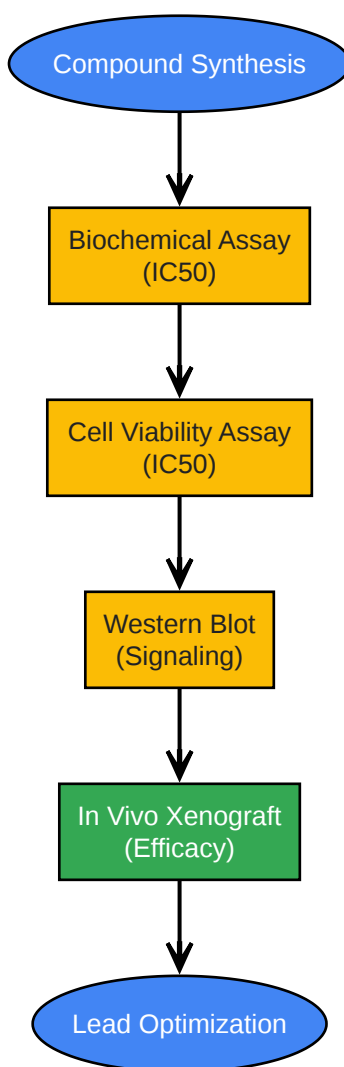 Compound Synthesis
Biochemical Assay
(IC50)
Cell Viability Assay
(IC50)
Western Blot
(Signaling)
In Vivo Xenograft
(Efficacy)
Lead Optimization